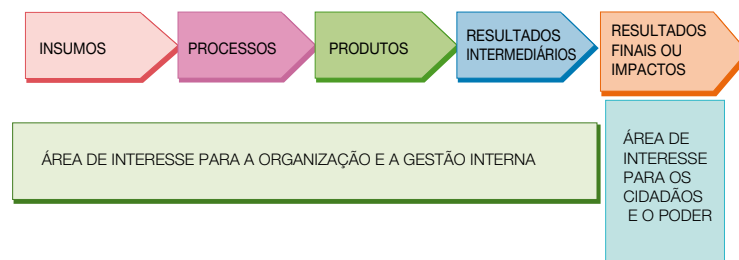 INSUMOS
PROCESSOS
PRODUTOS
RESULTADOS
INTERMEDIÁRIOS
RESULTADOS
FINAIS OU
IMPACTOS
ÁREA DE INTERESSE PARA A ORGANIZAÇÃO E A GESTÃO INTERNA
ÁREA DE
INTERESSE
PARA OS
CIDADÃOS
E O PODER